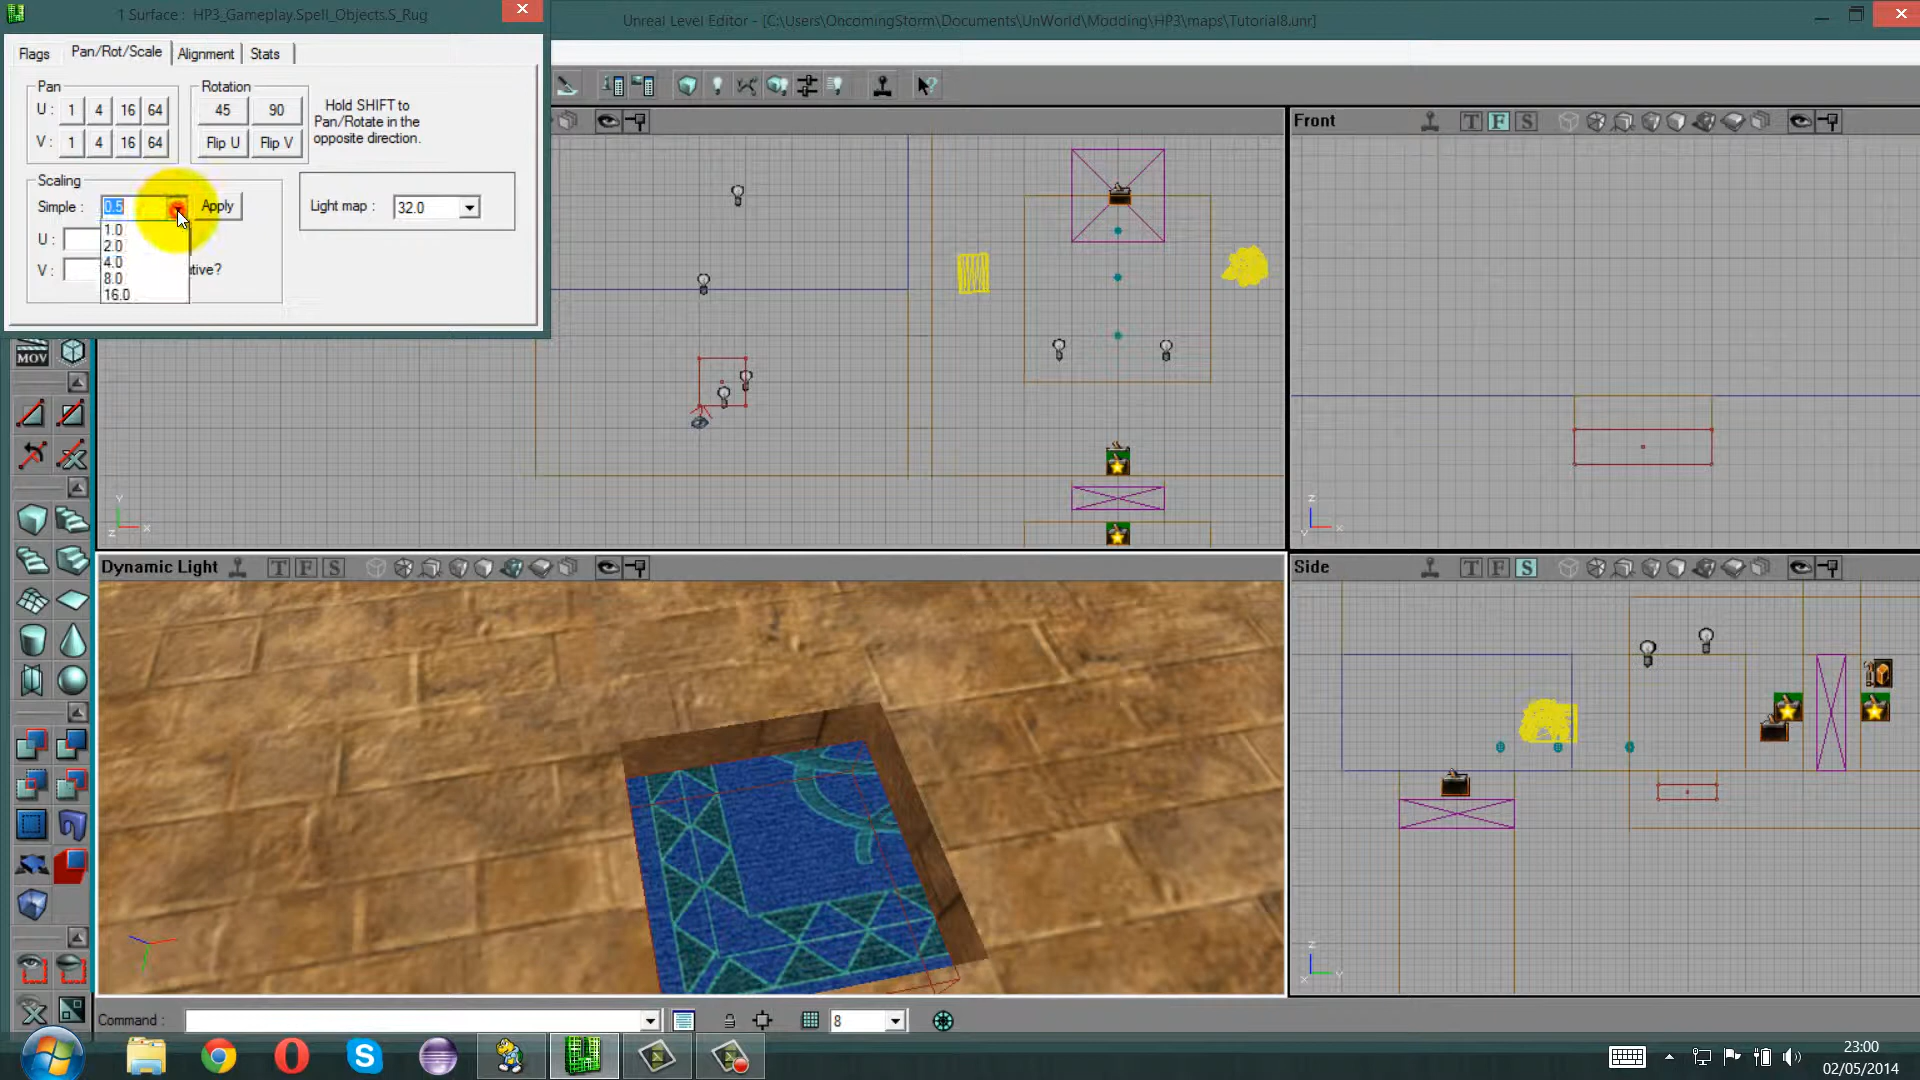 1 Surface : HP3_Gameplay.Spell_Objects.S_Rug
Unreal Level Editor - [C:\Users\OncomingStorm\Documents\UnWorld\Modding\HP3\maps\Tutorial8.unr]
Flags
Pan/Rot/Scale
Alignment
Stats
Pan
U : 1 4 16 64
V : 1 4 16 64
Rotation
45 90
Flip U Flip V
Hold SHIFT to
Pan/Rotate in the
opposite direction.
Scaling
Simple : 0.5 Apply
1.0
2.0
4.0
8.0
16.0
U :
V :
tive?
Light map : 32.0
Front
T F S
MOV
Y
X
Z
Z
X
Y
Dynamic Light
T F S
Side
T F S
Z
Y
X
Command :
8
23:00
02/05/2014